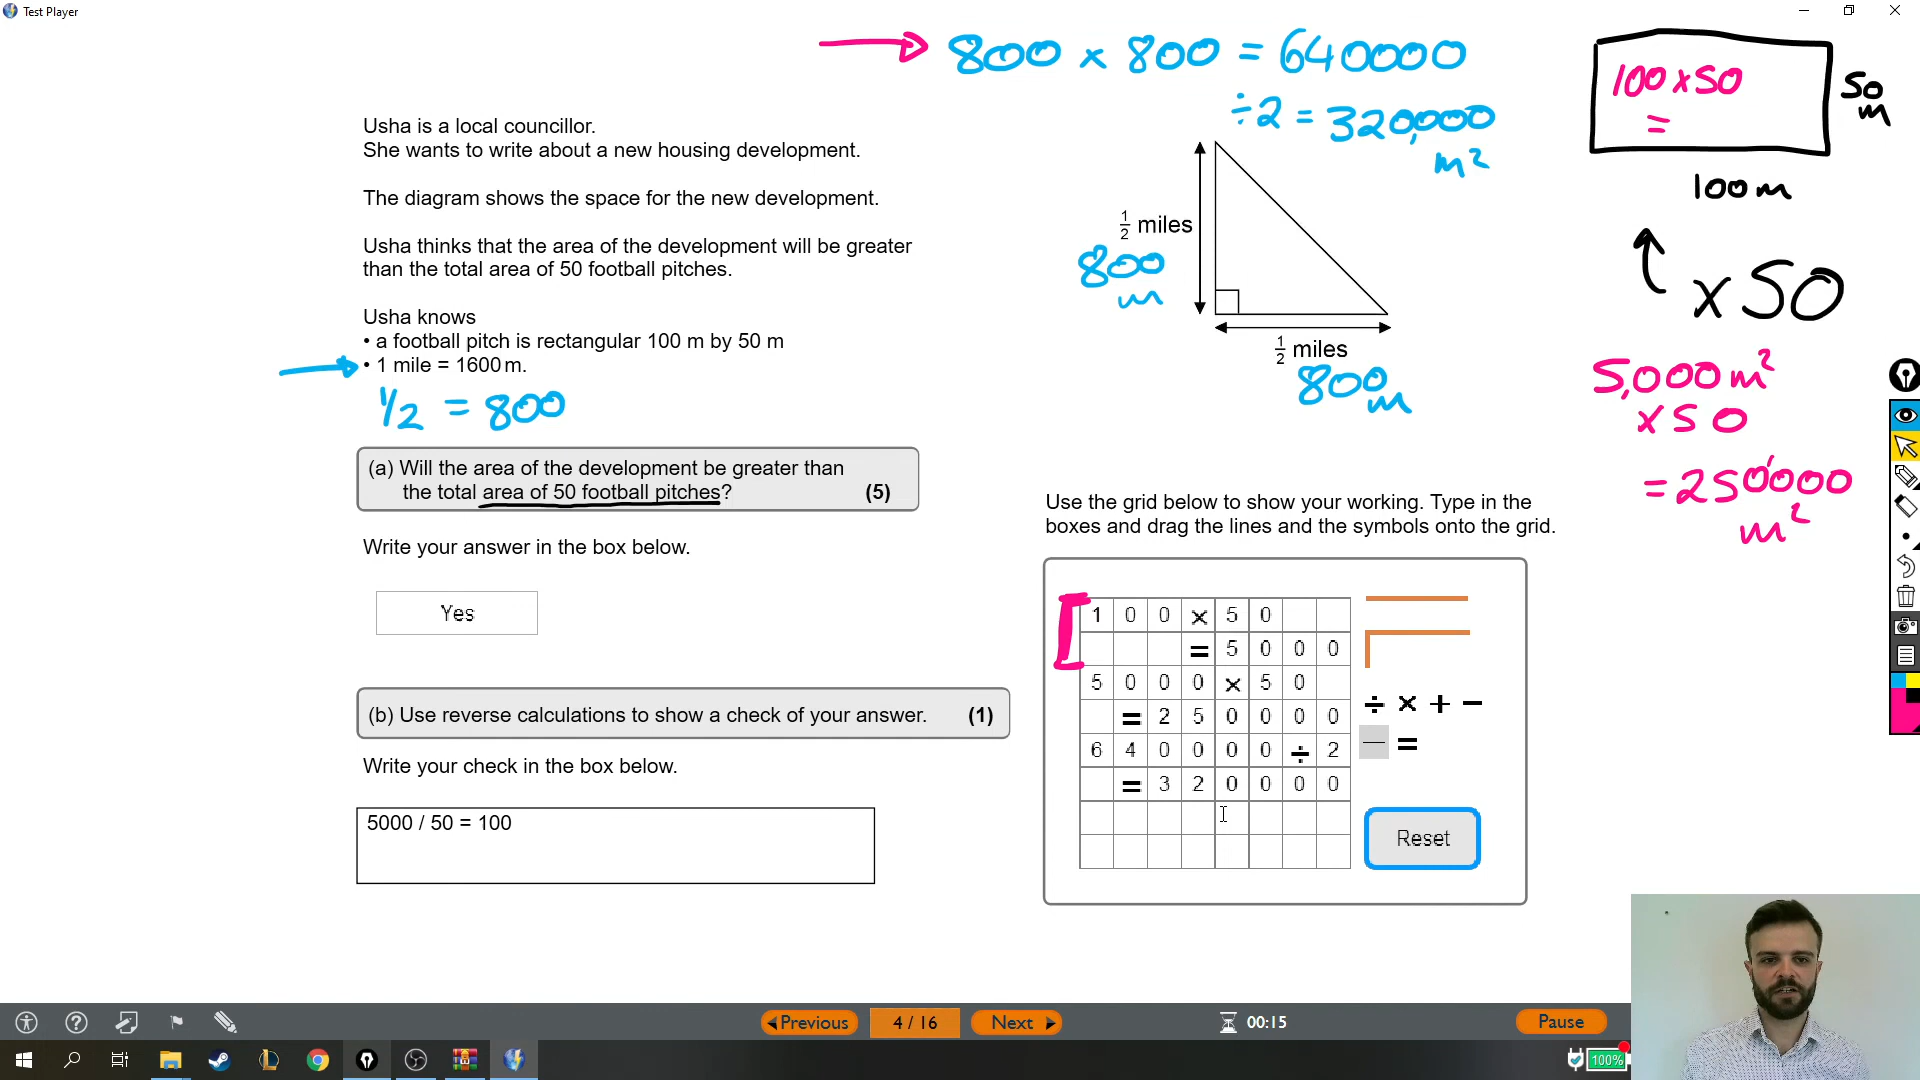 Test Player
800 × 800 = 640000
÷2 = 320,000
m²
100×50
=
50
m
100m
Usha is a local councillor.
She wants to write about a new housing development.
The diagram shows the space for the new development.
Usha thinks that the area of the development will be greater
than the total area of 50 football pitches.
Usha knows
• a football pitch is rectangular 100 m by 50 m
• 1 mile = 1600 m.
1/2 = 800
1/2 miles
800
m
1/2 miles
800m
×50
5,000m²
×50
=250'000
m²
(a) Will the area of the development be greater than
the total area of 50 football pitches? (5)
Write your answer in the box below.
Yes
(b) Use reverse calculations to show a check of your answer. (1)
Write your check in the box below.
5000 / 50 = 100
Use the grid below to show your working. Type in the
boxes and drag the lines and the symbols onto the grid.
1 0 0 × 5 0
= 5 0 0 0
5 0 0 0 × 5 0
= 2 5 0 0 0 0
6 4 0 0 0 0 ÷ 2
= 3 2 0 0 0 0
÷ × + −
— =
Reset
Previous
4 / 16
Next
00:15
Pause
100%